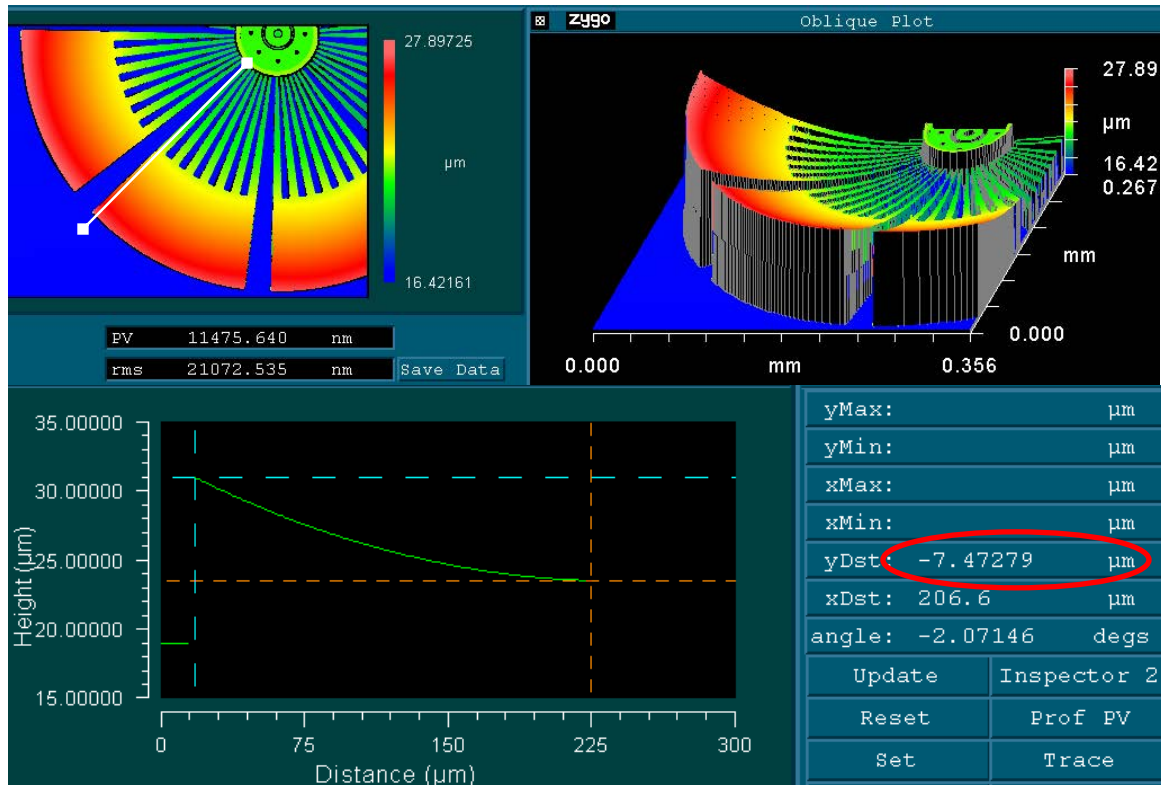 27.89725
µm
16.42161
PV 11475.640 nm
rms 21072.535 nm Save Data
zygo Oblique Plot
27.89
µm
16.42
0.267
mm
0.000
0.000 mm 0.356
35.00000
30.00000
25.00000
20.00000
15.00000
Height (µm)
0 75 150 225 300
Distance (µm)
yMax: µm
yMin: µm
xMax: µm
xMin: µm
yDst: -7.47279 µm
xDst: 206.6 µm
angle: -2.07146 degs
Update Inspector 2
Reset Prof PV
Set Trace